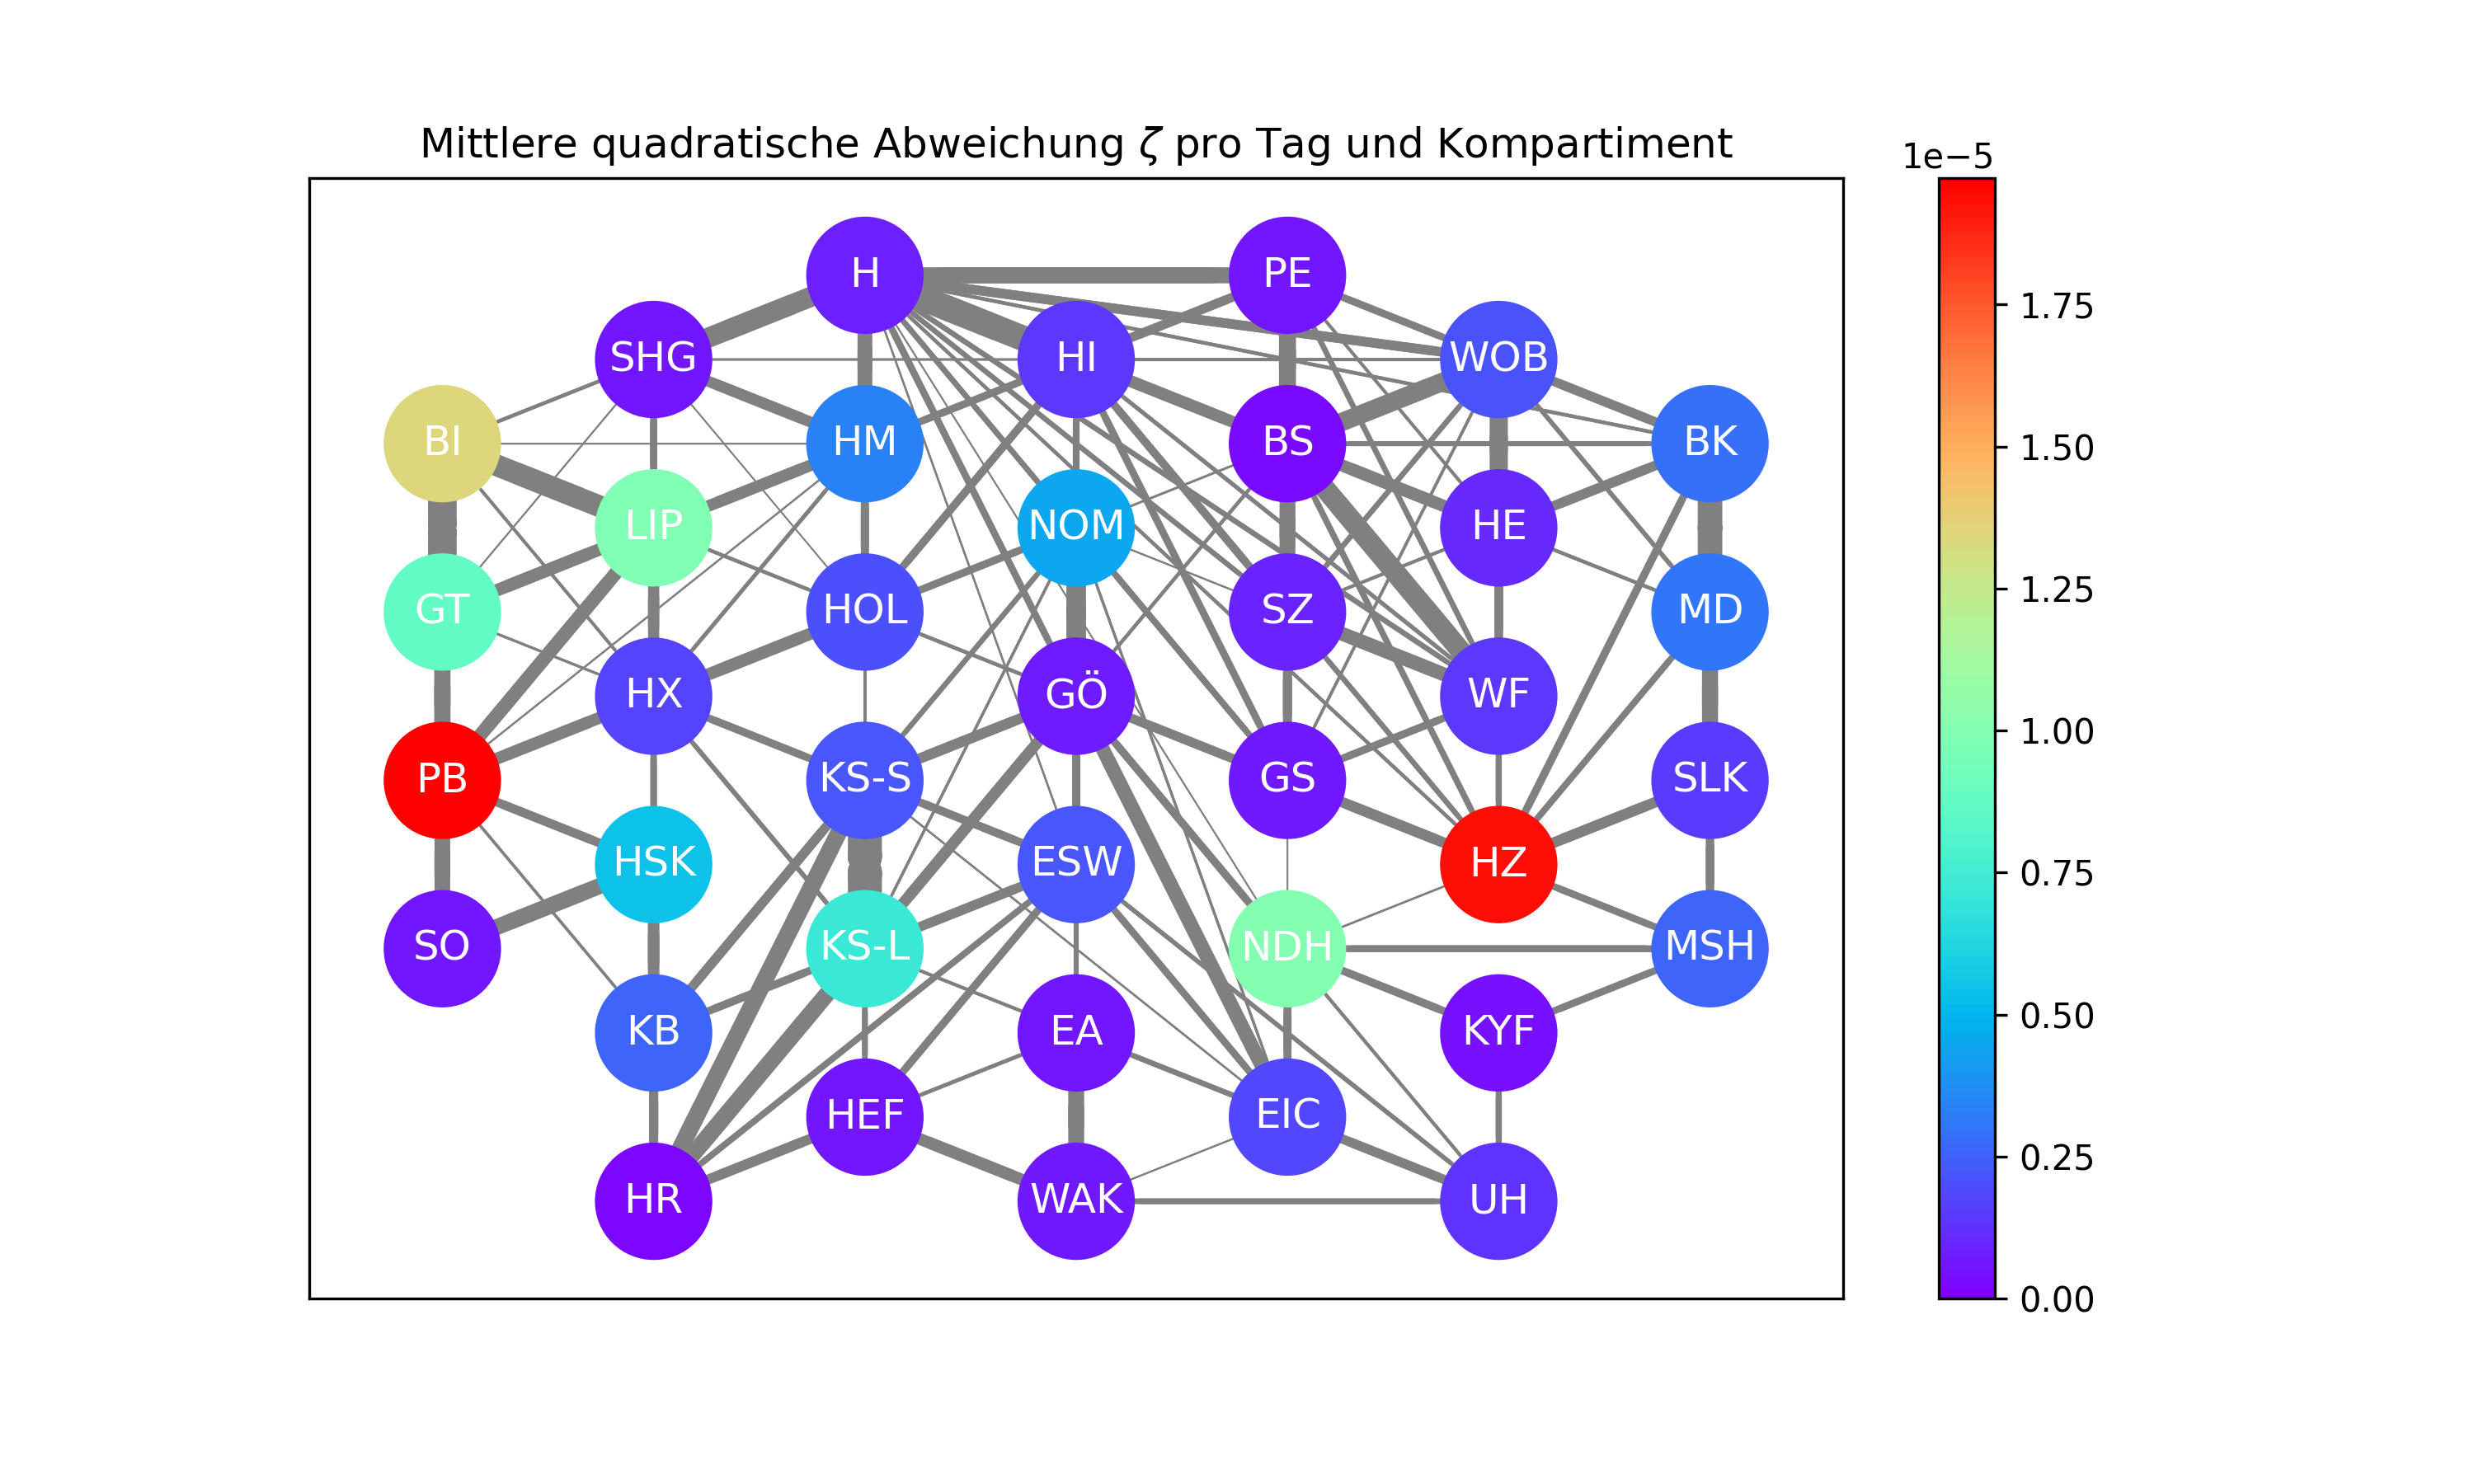 Mittlere quadratische Abweichung ζ pro Tag und Kompartiment
1e−5
H
PE
SHG
HI
WOB
BI
HM
BS
BK
LIP
NOM
HE
GT
HOL
SZ
MD
HX
GÖ
WF
PB
KS-S
GS
SLK
HSK
ESW
HZ
SO
KS-L
NDH
MSH
KB
EA
KYF
HEF
EIC
HR
WAK
UH
1.75
1.50
1.25
1.00
0.75
0.50
0.25
0.00